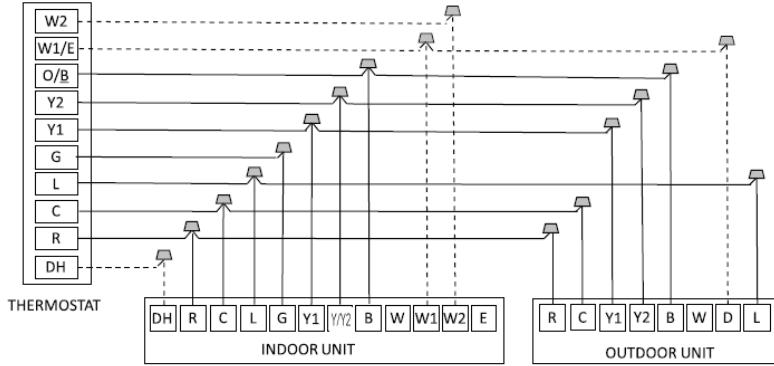 W2
W1/E
O/B
Y2
Y1
G
L
C
R
DH
THERMOSTAT
DH R C L G Y1 Y/Y2 B W W1 W2 E
INDOOR UNIT
R C Y1 Y2 B W D L
OUTDOOR UNIT